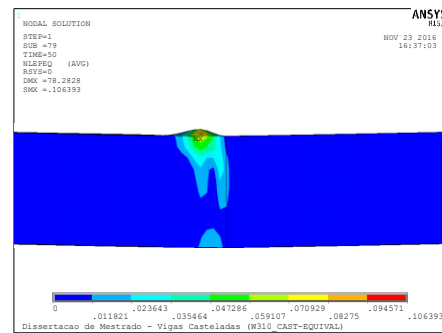 1
NODAL SOLUTION
ANSYS
STEP=1
SUB =79
TIME=50
NLEPEQ (AVG)
RSYS=0
DMX =78.2828
SMX =.106393
NOV 23 2016
16:37:03
0 .023643 .047286 .070929 .094571
.011821 .035464 .059107 .08275 .106393
Dissertacao de Mestrado - Vigas Casteladas (W310_CAST-EQUIVAL)